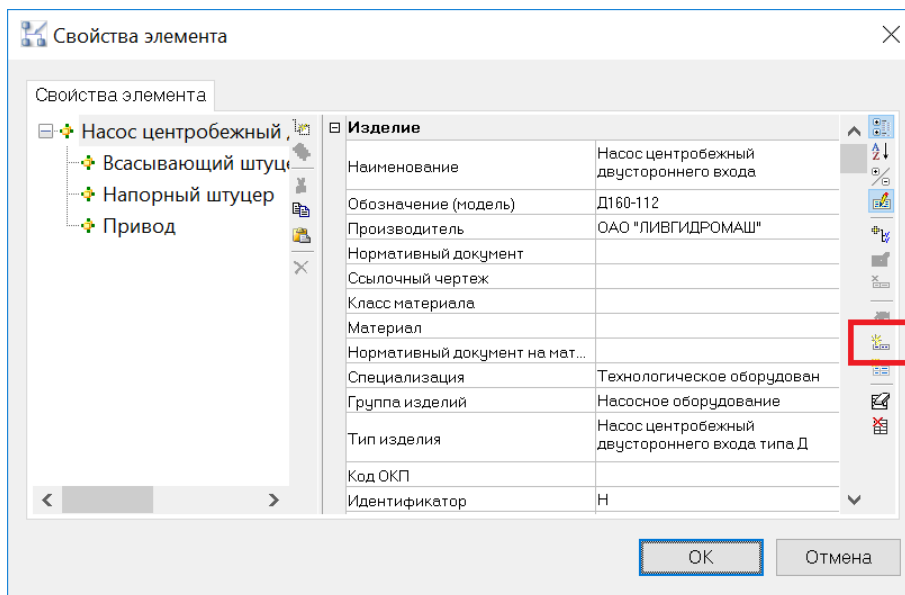 Свойства элемента
Свойства элемента
Насос центробежный ,
Всасывающий штуце
Напорный штуцер
Привод
Изделие
Наименование
Насос центробежный
двустороннего входа
Обозначение (модель)
Д160-112
Производитель
ОАО "ЛИВГИДРОМАШ"
Нормативный документ
Ссылочный чертеж
Класс материала
Материал
Нормативный документ на мат...
Специализация
Технологическое оборудован
Группа изделий
Насосное оборудование
Тип изделия
Насос центробежный
двустороннего входа типа Д
Код ОКП
Идентификатор
Н
OK
Отмена